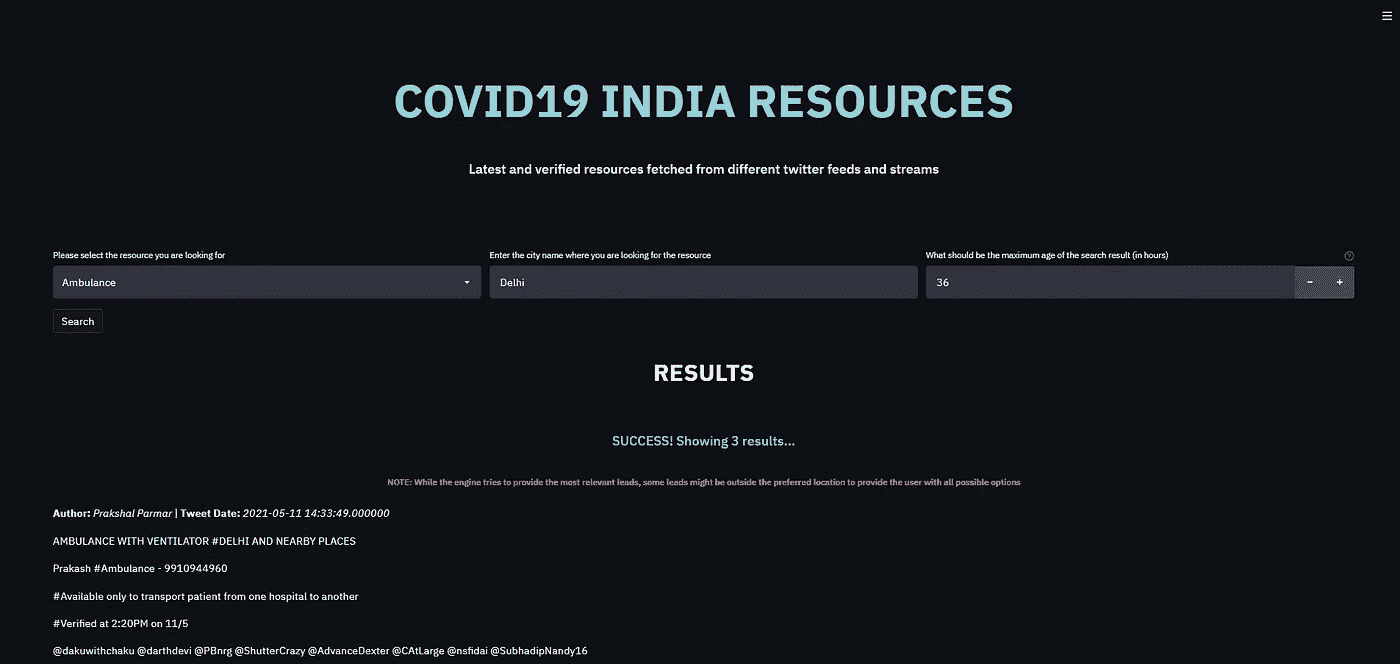 COVID19 INDIA RESOURCES
Latest and verified resources fetched from different twitter feeds and streams
Please select the resource you are looking for
Enter the city name where you are looking for the resource
What should be the maximum age of the search result (in hours)
Ambulance
Delhi
36
- +
Search
RESULTS
SUCCESS! Showing 3 results...
NOTE: While the engine tries to provide the most relevant leads, some leads might be outside the preferred location to provide the user with all possible options
Author: Prakshal Parmar | Tweet Date: 2021-05-11 14:33:49.000000
AMBULANCE WITH VENTILATOR #DELHI AND NEARBY PLACES
Prakash #Ambulance - 9910944960
#Available only to transport patient from one hospital to another
#Verified at 2:20PM on 11/5
@dakuwithchaku @darthdevi @PBnrg @ShutterCrazy @AdvanceDexter @CAtLarge @nsfidai @SubhadipNandy16